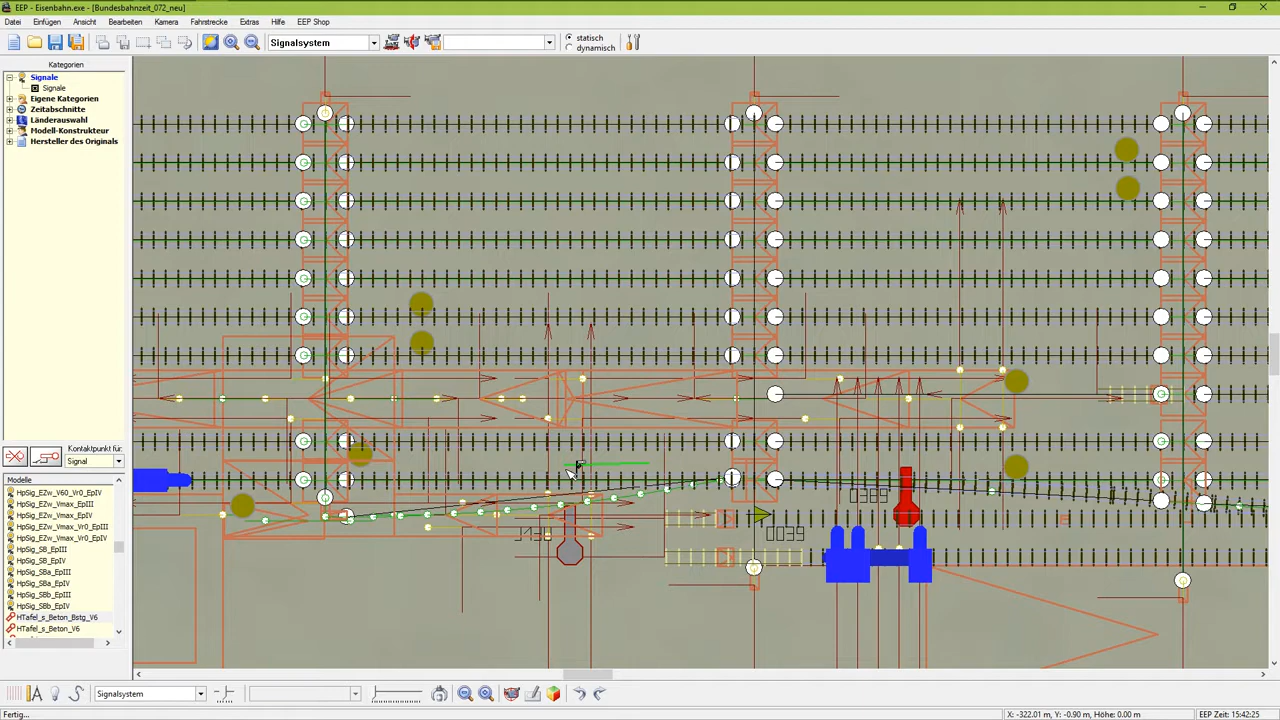 EEP - Eisenbahn.exe - [Bundesbahnzeit_072_neu]
Datei Einfügen Ansicht Bearbeiten Kamera Fahrstrecke Extras Hilfe EEP Shop
Signalsystem
statisch
dynamisch
Kategorien
Signale
Signale
Eigene Kategorien
Zeitabschnitte
Länderauswahl
Modell-Konstrukteur
Hersteller des Originals
Kontaktpunkt für:
Signal
Modelle
HpSig_EZw_V60_Vr0_EpIV
HpSig_EZw_Vmax_EpIII
HpSig_EZw_Vmax_EpIV
HpSig_EZw_Vmax_Vr0_EpIII
HpSig_EZw_Vmax_Vr0_EpIV
HpSig_SB_EpIII
HpSig_SB_EpIV
HpSig_SBa_EpIII
HpSig_SBa_EpIV
HpSig_SBb_EpIII
HpSig_SBb_EpIV
HTafel_s_Beton_Bstg_V6
HTafel_s_Beton_V6
0039
Signalsystem
Fertig...
X: -322.01 m, Y: -0.90 m, Höhe: 0.00 m
EEP Zeit: 15:42:25